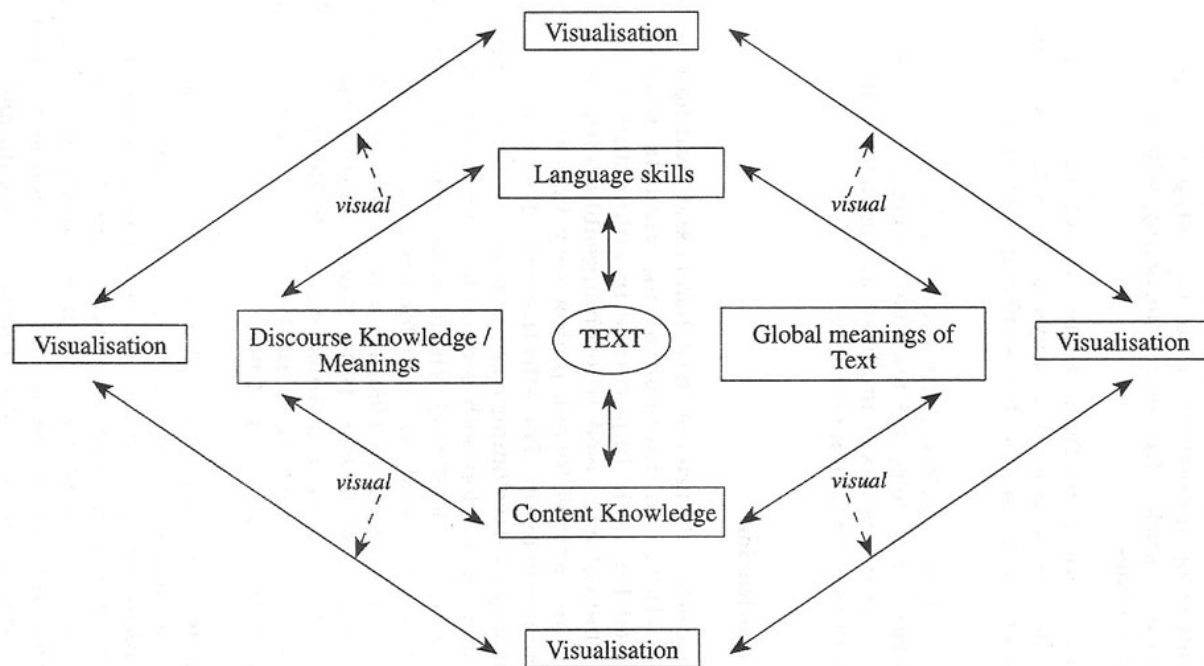 Visualisation
Language skills
visual
visual
Visualisation
Discourse Knowledge /
Meanings
TEXT
Global meanings of
Text
Visualisation
visual
visual
Content Knowledge
Visualisation